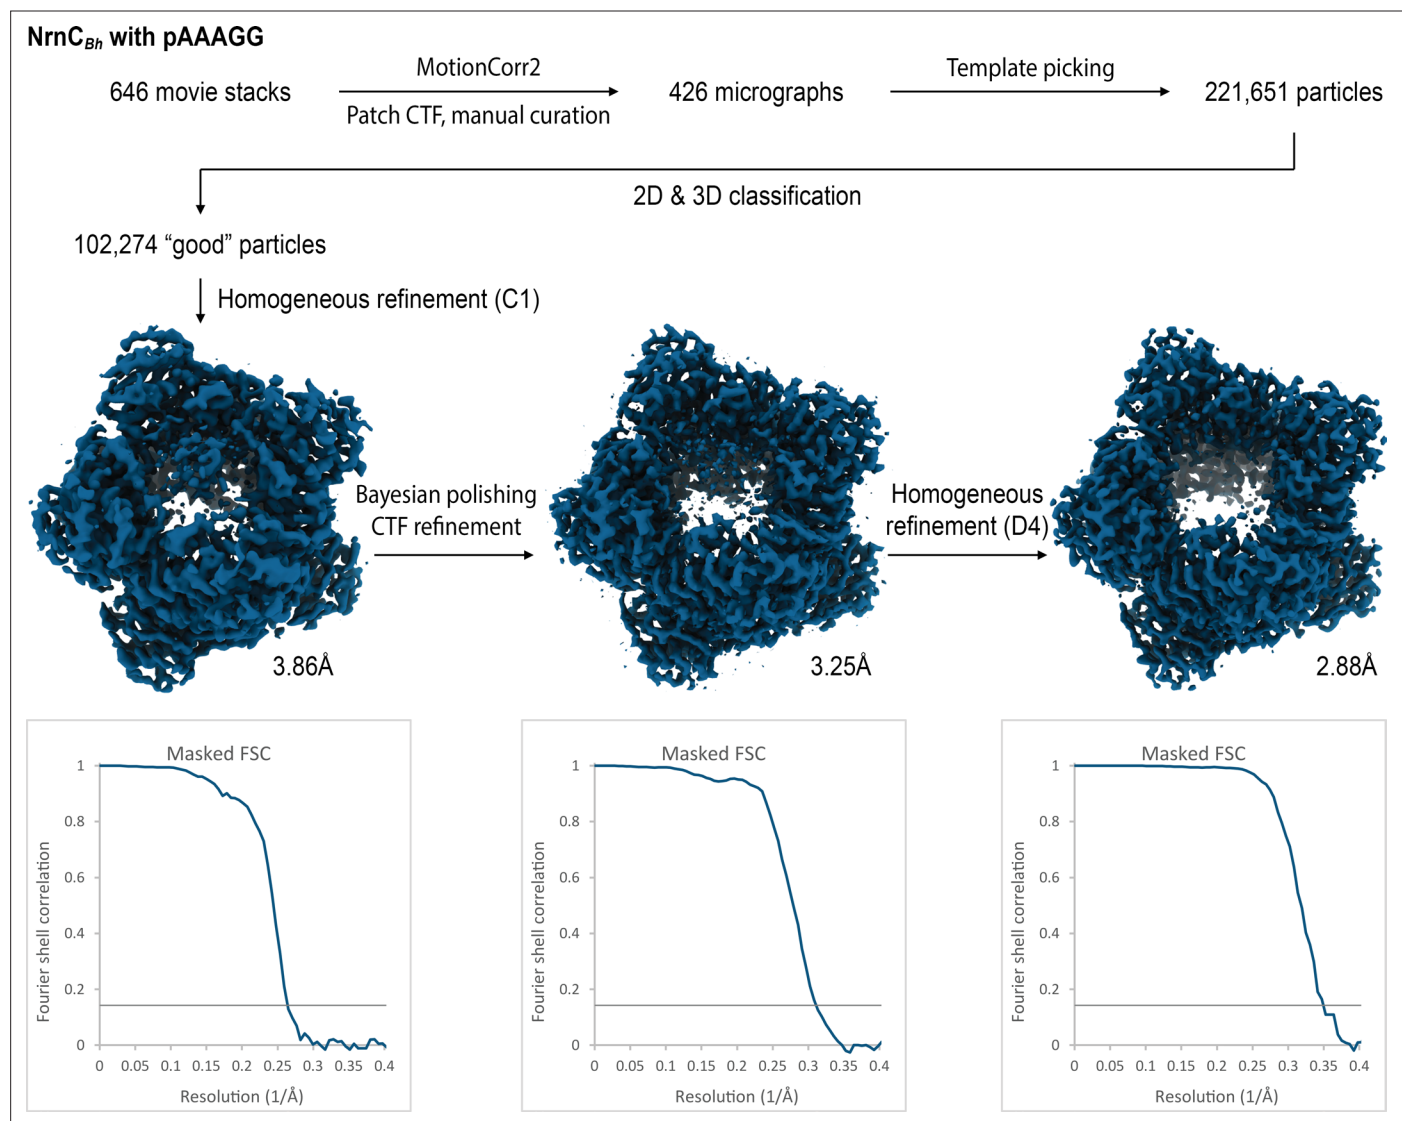 NrnCBh with pAAAGG
646 movie stacks
MotionCorr2
Patch CTF, manual curation
426 micrographs
Template picking
221,651 particles
2D & 3D classification
102,274 “good” particles
Homogeneous refinement (C1)
Bayesian polishing
CTF refinement
Homogeneous
refinement (D4)
3.86Å
3.25Å
2.88Å
Masked FSC
1
0.8
0.6
0.4
0.2
0
Fourier shell correlation
0 0.05 0.1 0.15 0.2 0.25 0.3 0.35 0.4
Resolution (1/Å)
Masked FSC
1
0.8
0.6
0.4
0.2
0
Fourier shell correlation
0 0.05 0.1 0.15 0.2 0.25 0.3 0.35 0.4
Resolution (1/Å)
Masked FSC
1
0.8
0.6
0.4
0.2
0
Fourier shell correlation
0 0.05 0.1 0.15 0.2 0.25 0.3 0.35 0.4
Resolution (1/Å)